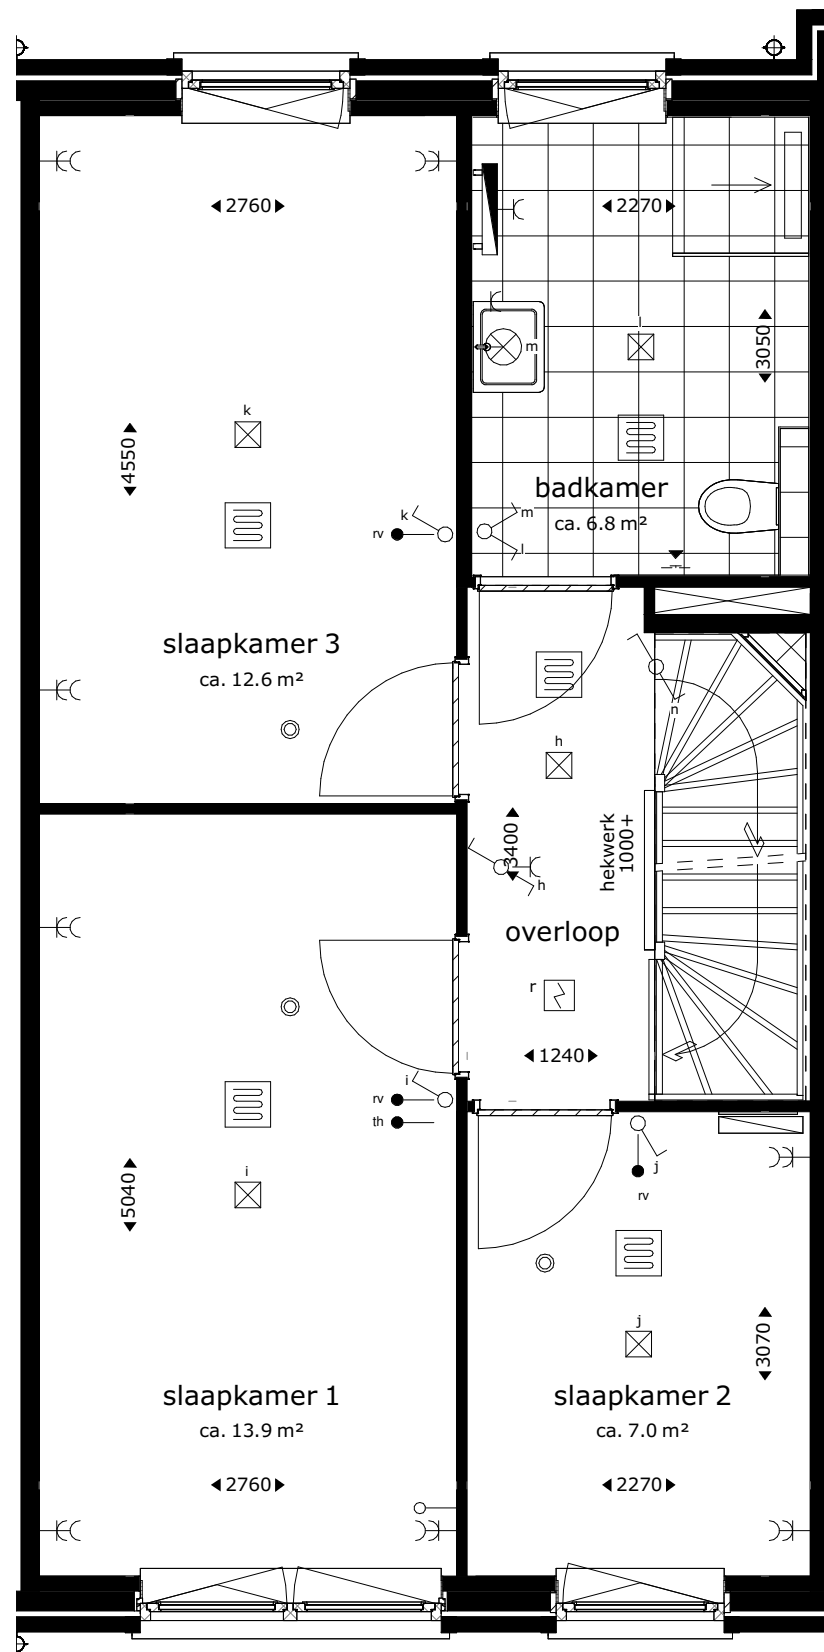 2760
2270
l
m
3050
k
4550
badkamer
ca. 6.8 m²
k
rv
m
l
slaapkamer 3
ca. 12.6 m²
n
h
3400
hekwerk
1000+
h
overloop
r
1240
i
rv
th
j
rv
i
5040
j
3070
slaapkamer 1
ca. 13.9 m²
slaapkamer 2
ca. 7.0 m²
2760
2270